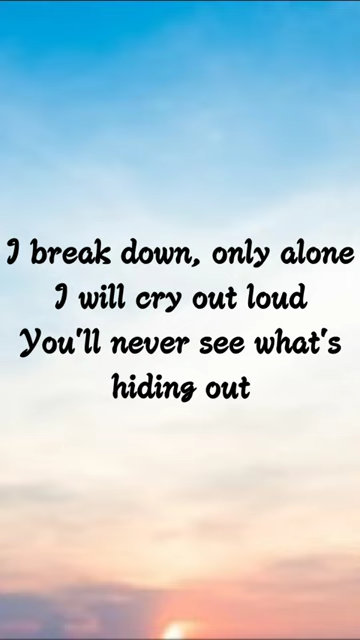 I break down, only alone
I will cry out loud
You'll never see what's
hiding out